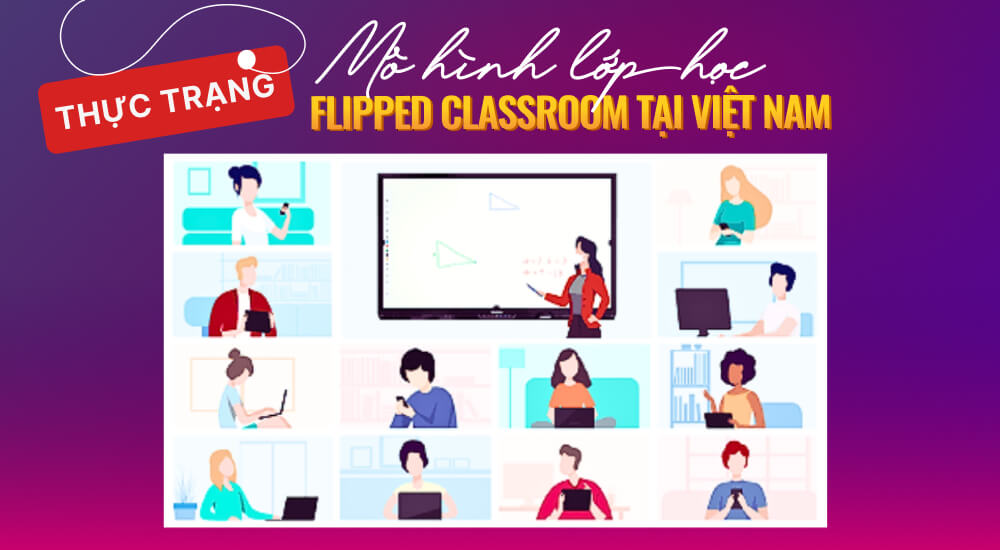 THỰC TRẠNG
Mô hình lớp học
FLIPPED CLASSROOM TẠI VIỆT NAM